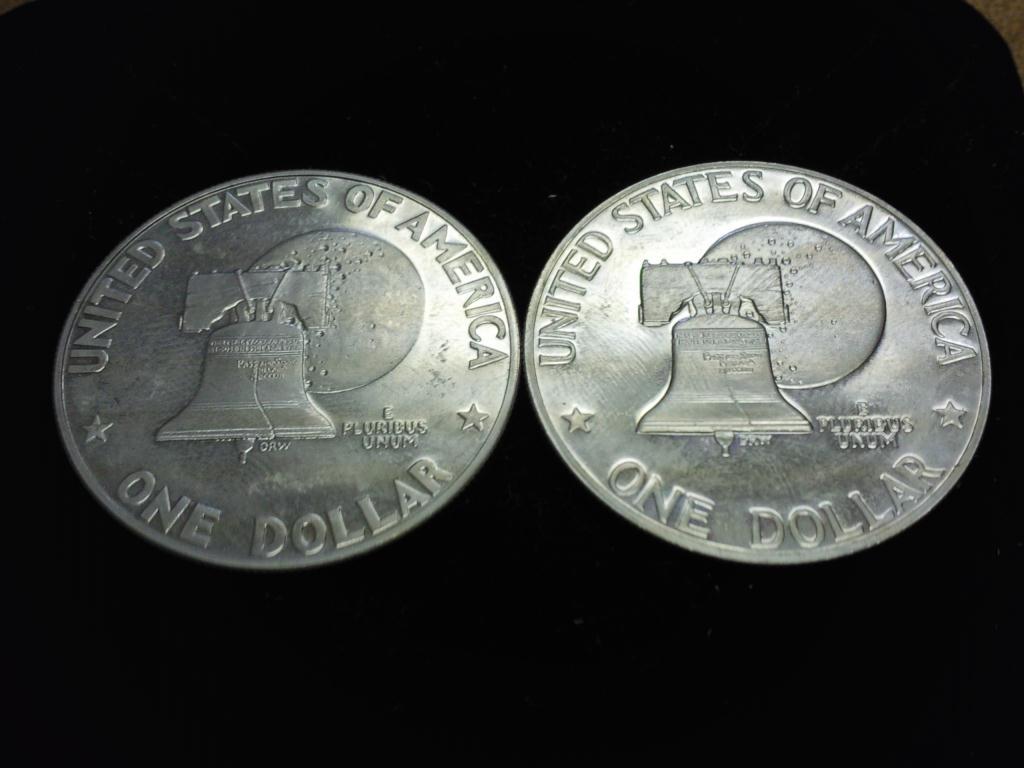 UNITED STATES OF AMERICA
E
PLURIBUS
UNUM
ONE DOLLAR
UNITED STATES OF AMERICA
E
PLURIBUS
UNUM
ONE DOLLAR